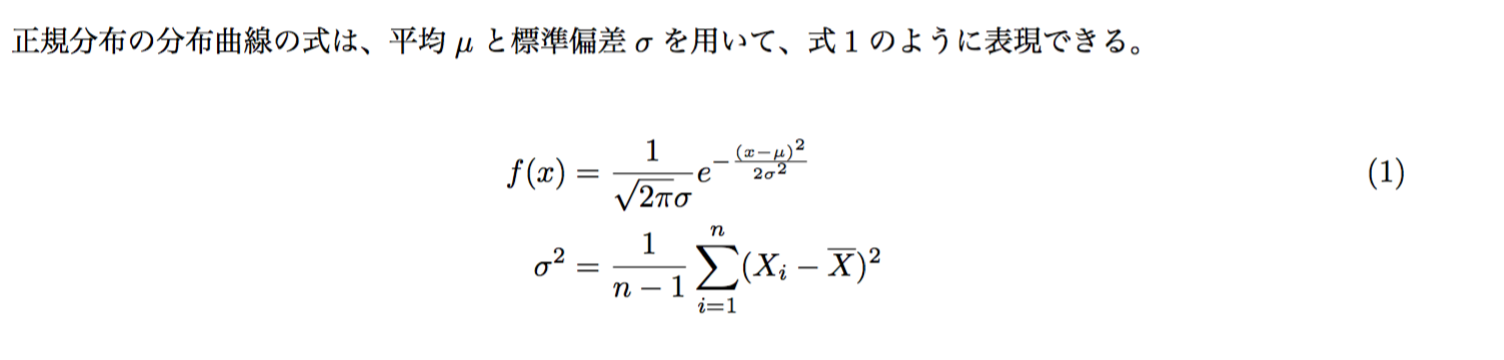 正規分布の分布曲線の式は、平均 μ と標準偏差 σ を用いて、式 1 のように表現できる。
f(x) = \frac{1}{\sqrt{2\pi}\sigma} e^{-\frac{(x-\mu)^2}{2\sigma^2}} (1)
\sigma^2 = \frac{1}{n-1} \sum_{i=1}^{n} (X_i - \overline{X})^2